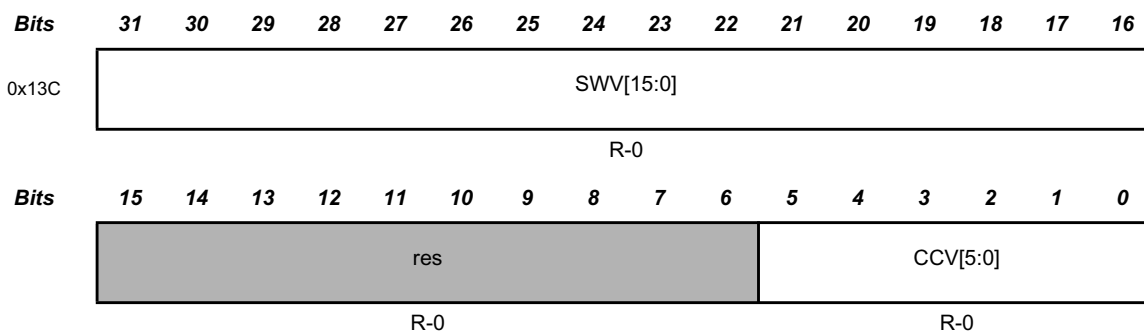 Bits 31 30 29 28 27 26 25 24 23 22 21 20 19 18 17 16
0x13C SWV[15:0]
R-0
Bits 15 14 13 12 11 10 9 8 7 6 5 4 3 2 1 0
res CCV[5:0]
R-0 R-0